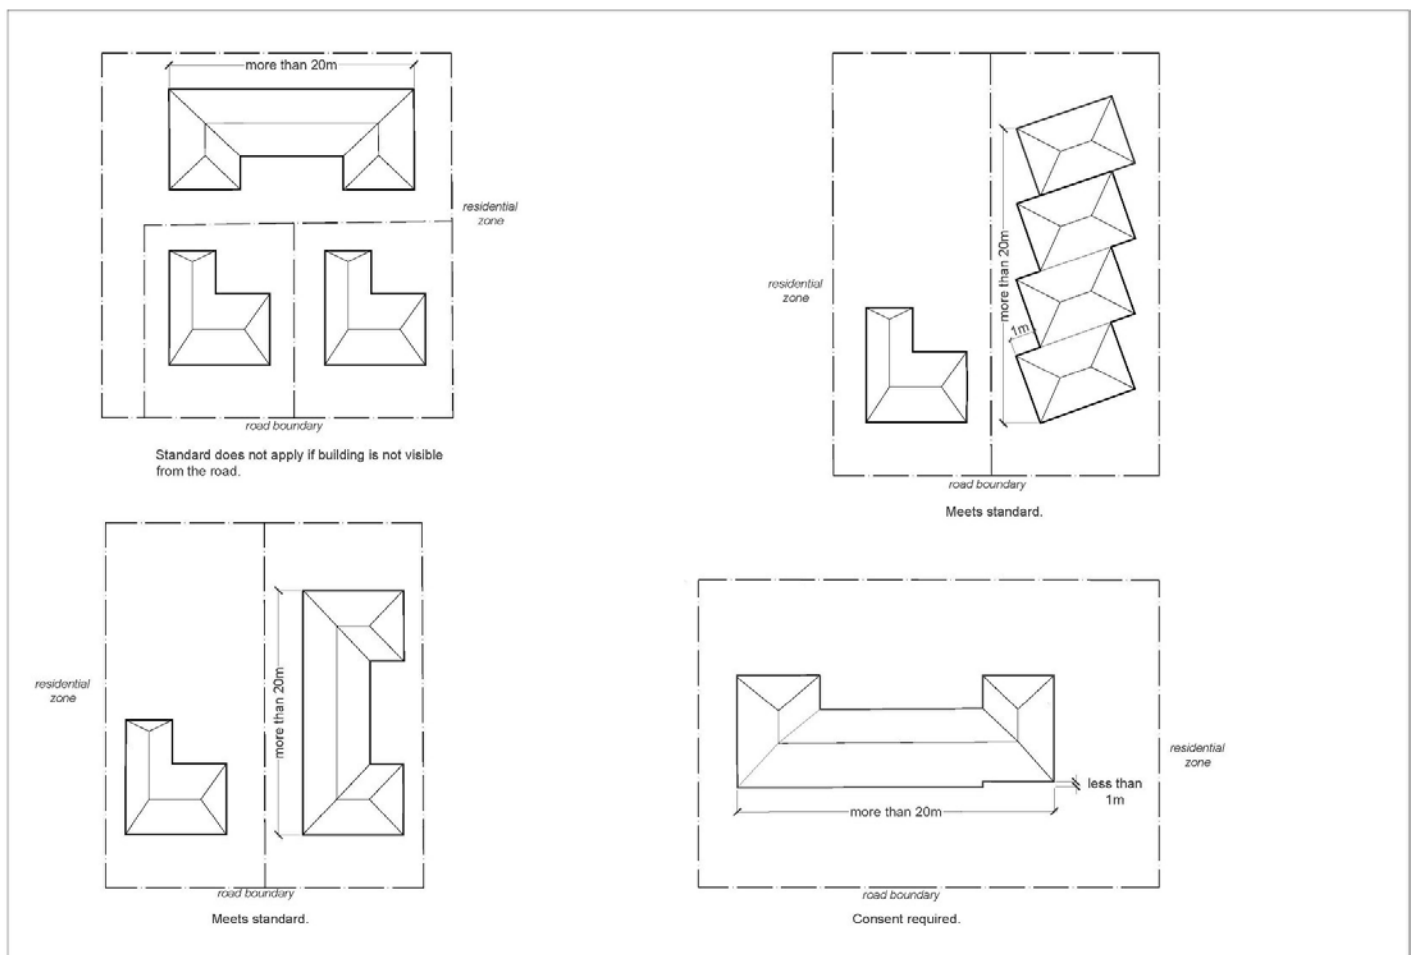 more than 20m
residential
zone
road boundary
Standard does not apply if building is not visible
from the road.
more than 20m
1m
residential
zone
road boundary
Meets standard.
more than 20m
residential
zone
road boundary
Meets standard.
residential
zone
less than
1m
more than 20m
road boundary
Consent required.